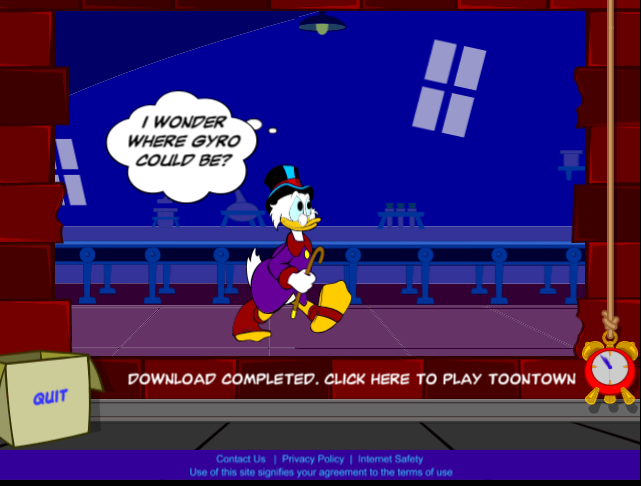 I WONDER
WHERE GYRO
COULD BE?
DOWNLOAD COMPLETED. CLICK HERE TO PLAY TOONTOWN
QUIT
Contact Us | Privacy Policy | Internet Safety
Use of this site signifies your agreement to the terms of use